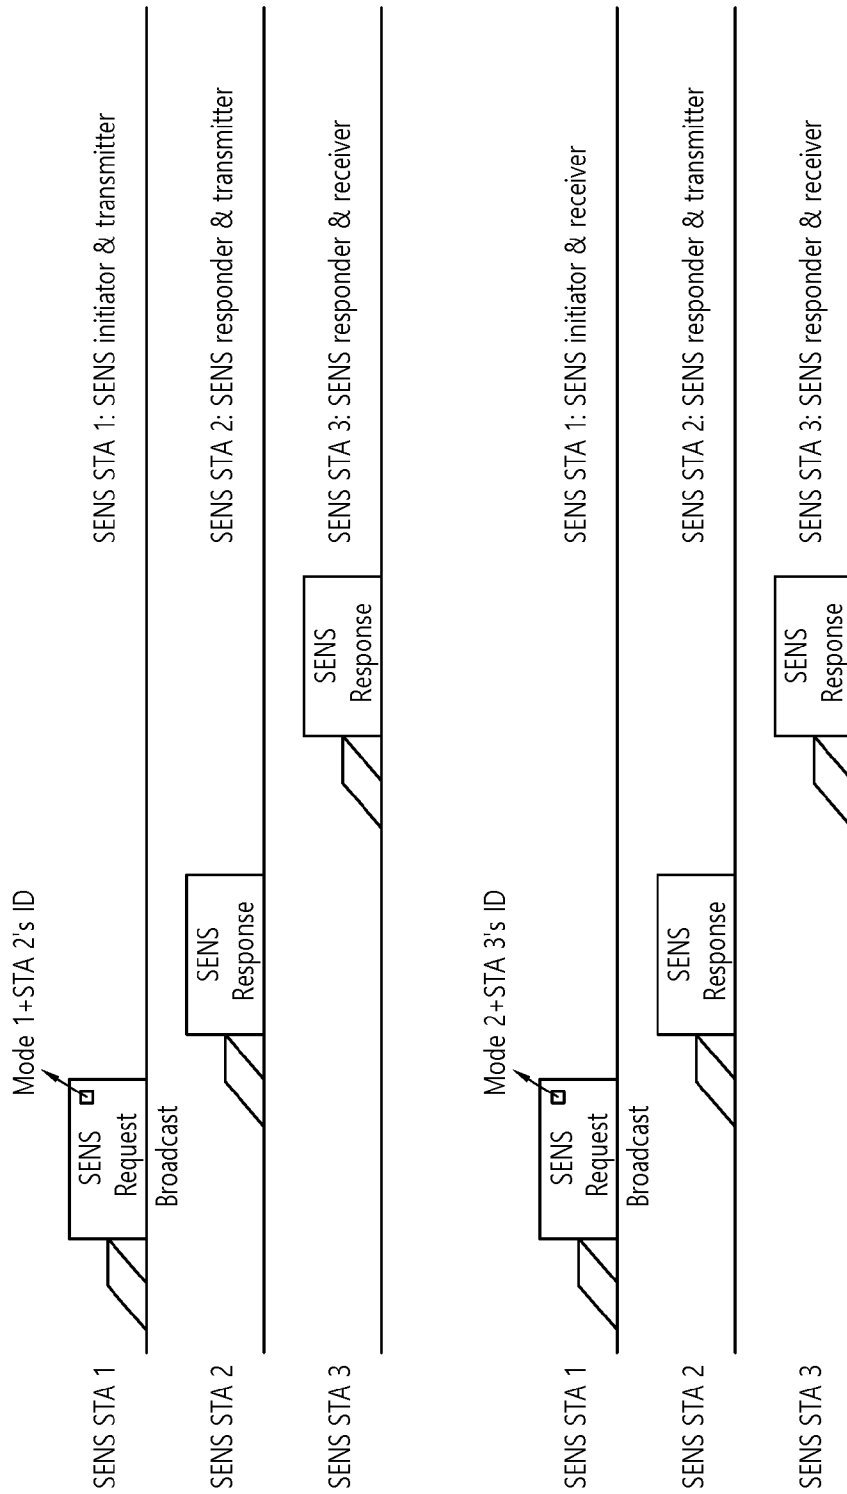 Mode 1+STA 2's ID
SENS STA 1
SENS
Request
Broadcast
SENS STA 1: SENS initiator & transmitter
SENS STA 2
SENS
Response
SENS STA 2: SENS responder & transmitter
SENS STA 3
SENS
Response
SENS STA 3: SENS responder & receiver
Mode 2+STA 3's ID
SENS STA 1
SENS
Request
Broadcast
SENS STA 1: SENS initiator & receiver
SENS STA 2
SENS
Response
SENS STA 2: SENS responder & transmitter
SENS STA 3
SENS
Response
SENS STA 3: SENS responder & receiver